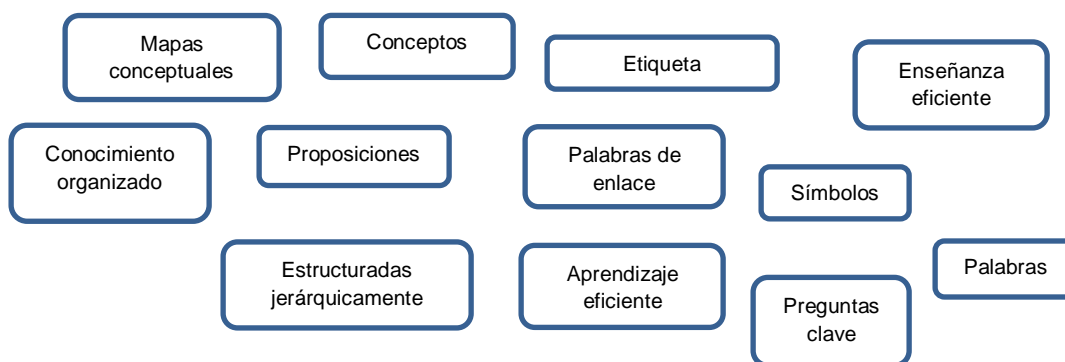 Mapas
conceptuales
Conceptos
Etiqueta
Enseñanza
eficiente
Conocimiento
organizado
Proposiciones
Palabras de
enlace
Símbolos
Estructuradas
jerárquicamente
Aprendizaje
eficiente
Preguntas
clave
Palabras